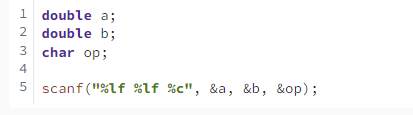 1 double a;
2 double b;
3 char op;
4
5 scanf("%lf %lf %c", &a, &b, &op);